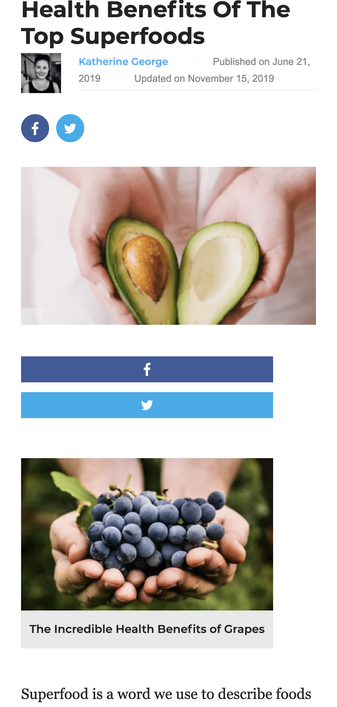 Health Benefits Of The
Top Superfoods
Katherine George
Published on June 21,
2019
Updated on November 15, 2019
The Incredible Health Benefits of Grapes
Superfood is a word we use to describe foods